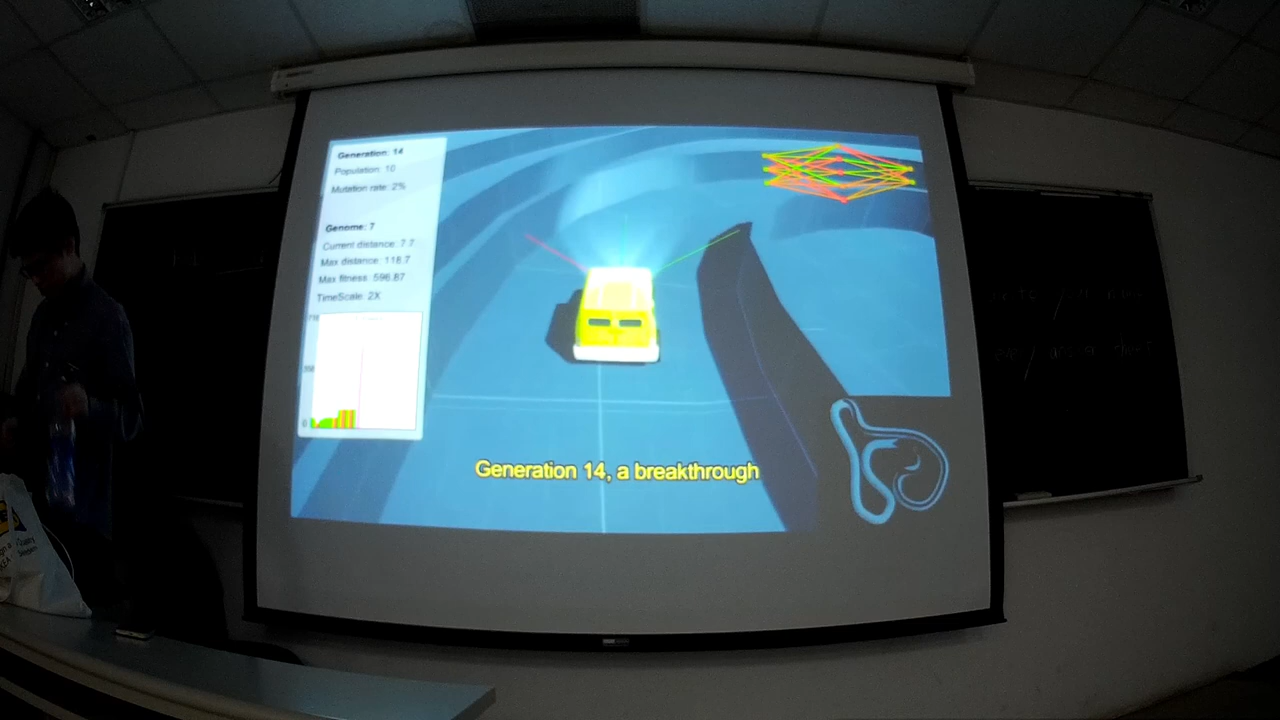 Generation: 14
Population: 10
Mutation rate: 2%
Genome: 7
Current distance: 7.7
Max distance: 118.7
Max fitness: 596.87
TimeScale: 2X
0
Generation 14, a breakthrough